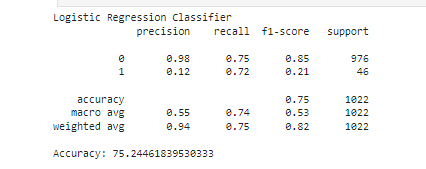 Logistic Regression Classifier
precision recall f1-score support
0 0.98 0.75 0.85 976
1 0.12 0.72 0.21 46
accuracy 0.75 1022
macro avg 0.55 0.74 0.53 1022
weighted avg 0.94 0.75 0.82 1022
Accuracy: 75.24461839530333